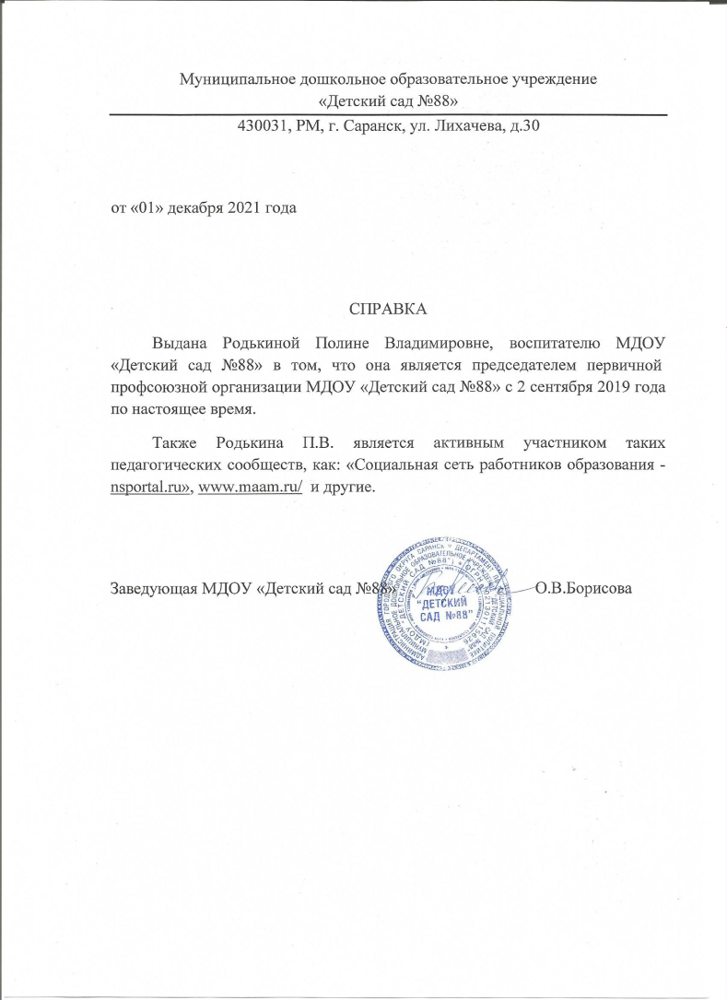 Муниципальное дошкольное образовательное учреждение
«Детский сад №88»
430031, РМ, г. Саранск, ул. Лихачева, д.30
от «01» декабря 2021 года
СПРАВКА
Выдана Родькиной Полине Владимировне, воспитателю МДОУ
«Детский сад №88» в том, что она является председателем первичной
профсоюзной организации МДОУ «Детский сад №88» с 2 сентября 2019 года
по настоящее время.
Также Родькина П.В. является активным участником таких
педагогических сообществ, как: «Социальная сеть работников образования -
nsportal.ru», www.maam.ru/ и другие.
Заведующая МДОУ «Детский сад №88»
О.В.Борисова
МДОУ
"ДЕТСКИЙ
САД №88"